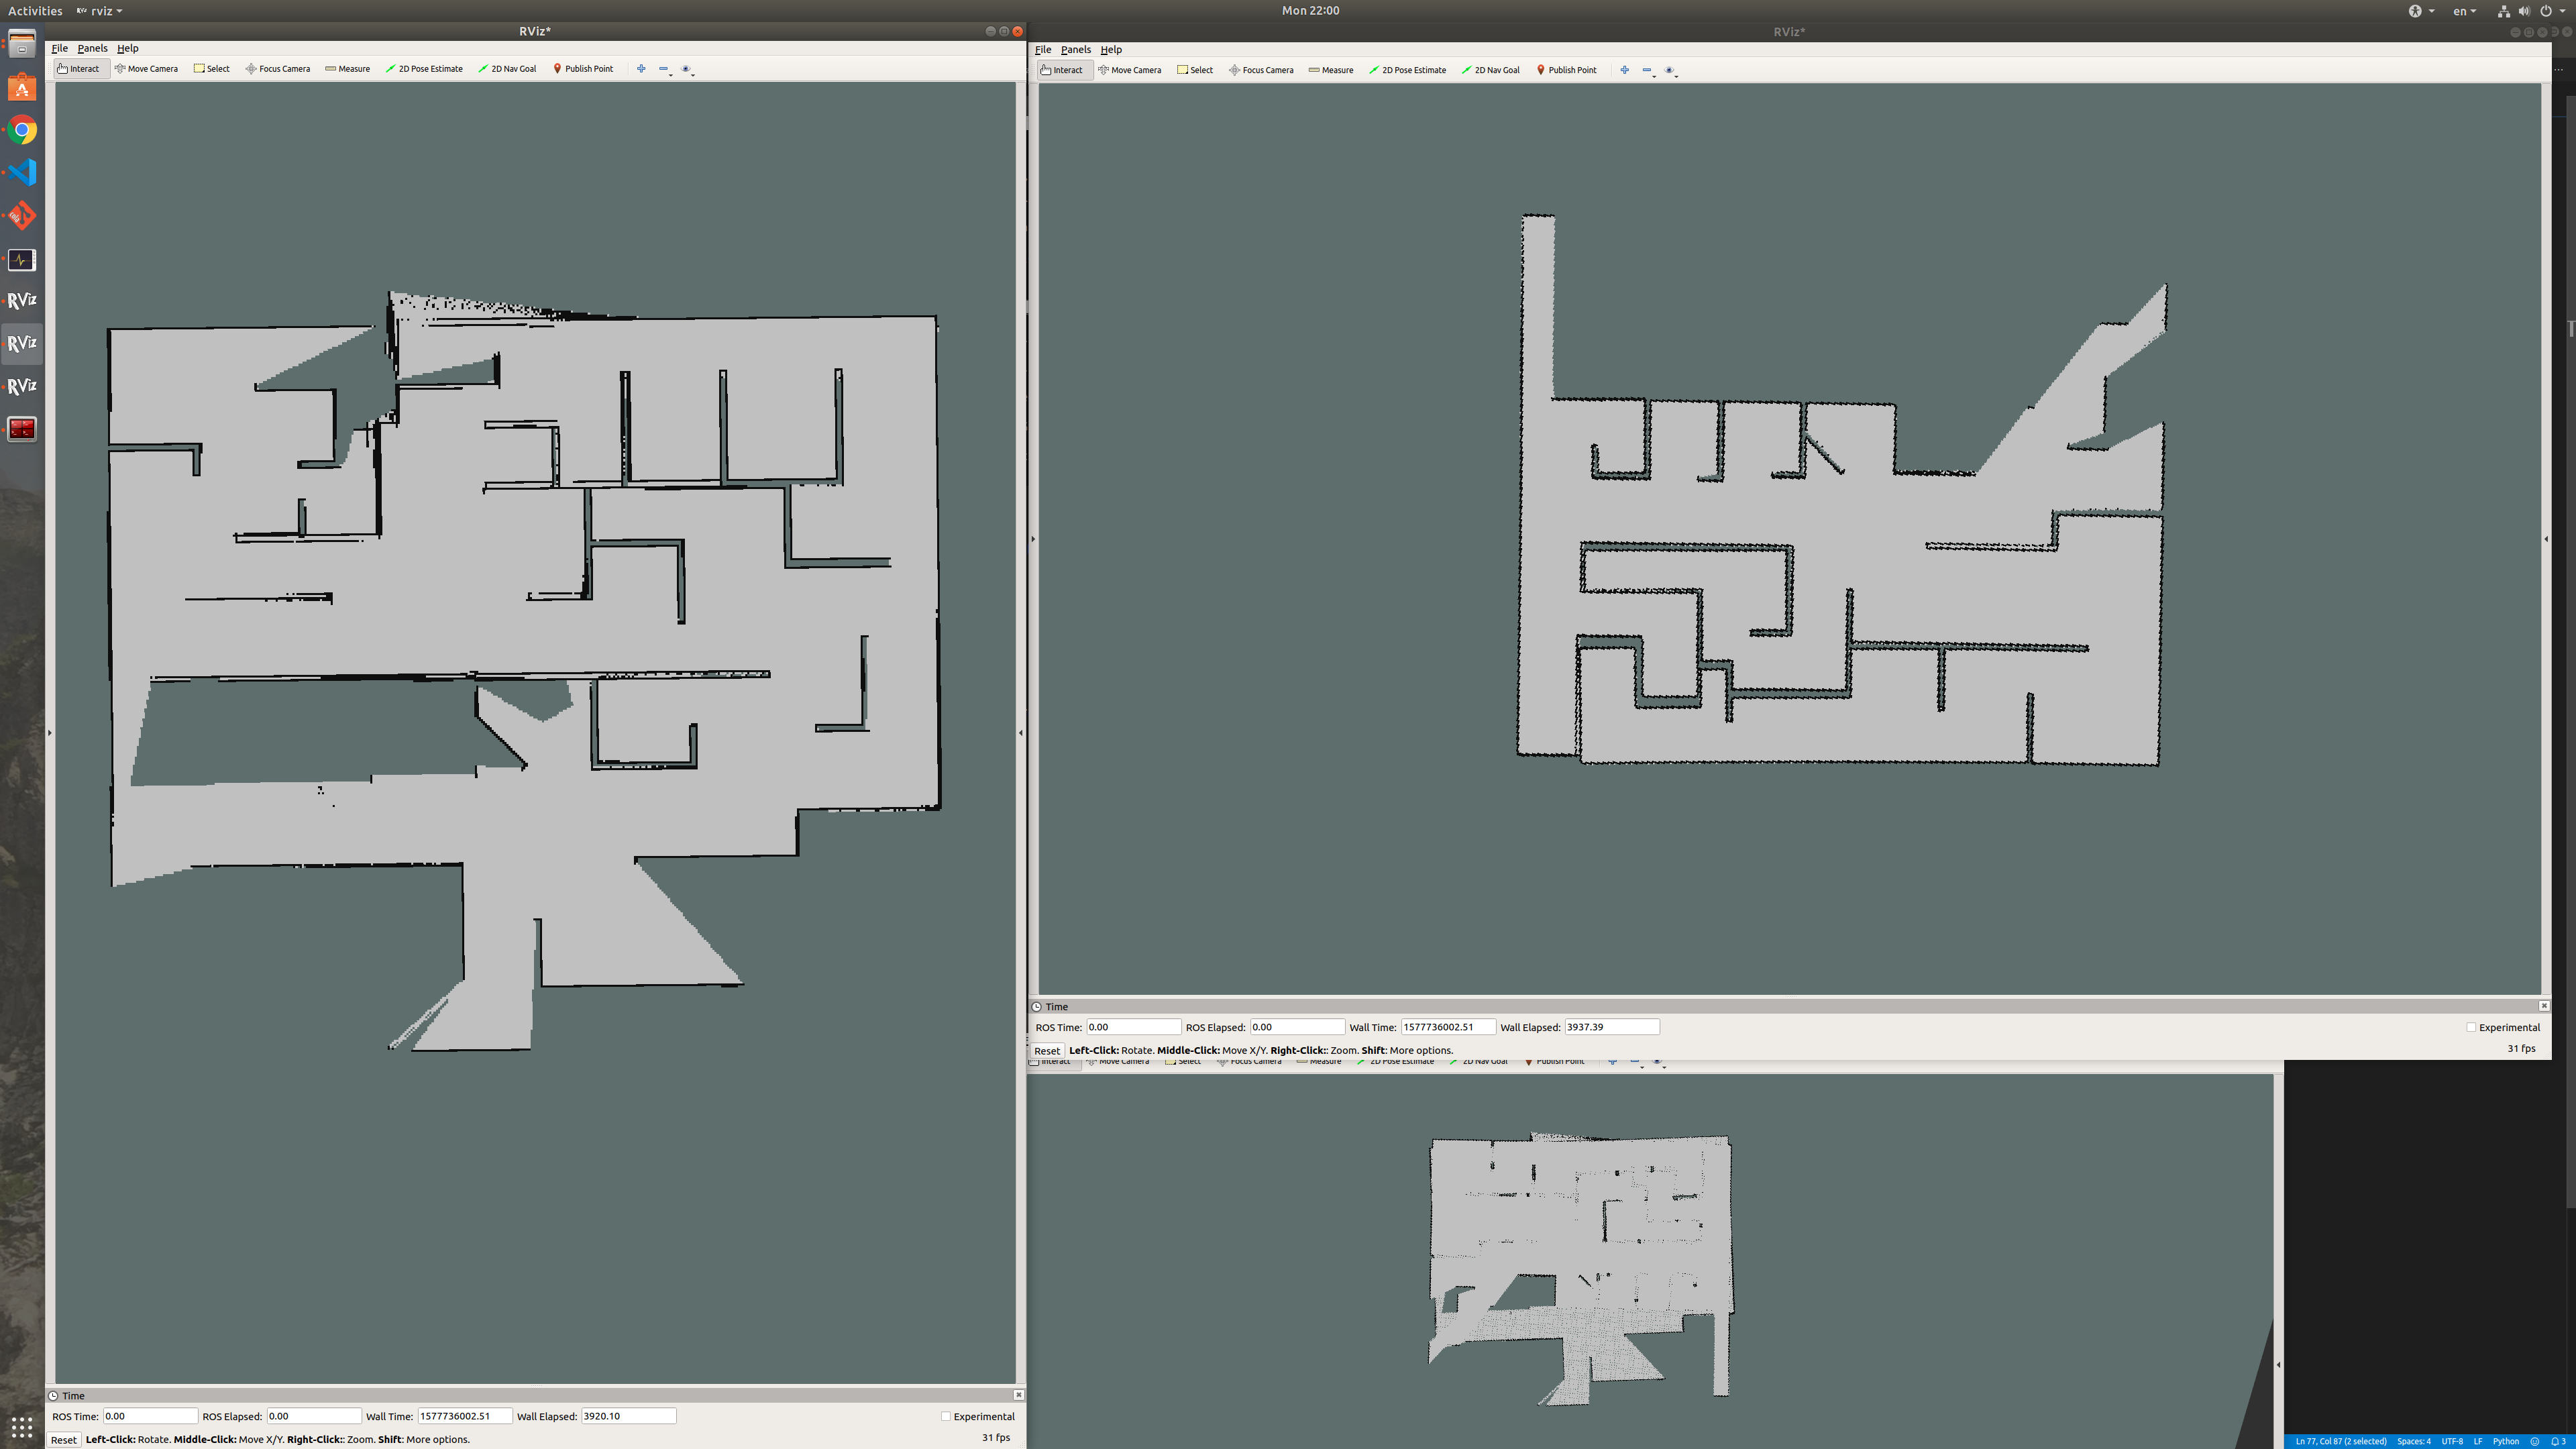 Activities rviz Mon 22:00 en
RViz*
File Panels Help
Interact Move Camera Select Focus Camera Measure 2D Pose Estimate 2D Nav Goal Publish Point
Time
ROS Time: 0.00 ROS Elapsed: 0.00 Wall Time: 1577736002.51 Wall Elapsed: 3920.10 Experimental
Reset Left-Click: Rotate. Middle-Click: Move X/Y. Right-Click:: Zoom. Shift: More options. 31 fps
RViz*
File Panels Help
Interact Move Camera Select Focus Camera Measure 2D Pose Estimate 2D Nav Goal Publish Point
Time
ROS Time: 0.00 ROS Elapsed: 0.00 Wall Time: 1577736002.51 Wall Elapsed: 3937.39 Experimental
Reset Left-Click: Rotate. Middle-Click: Move X/Y. Right-Click:: Zoom. Shift: More options.
31 fps
Interact Move Camera Select Focus Camera Measure 2D Pose Estimate 2D Nav Goal Publish Point
RViz
RViz
RViz
Ln 77, Col 87 (2 selected) Spaces: 4 UTF-8 LF Python 3